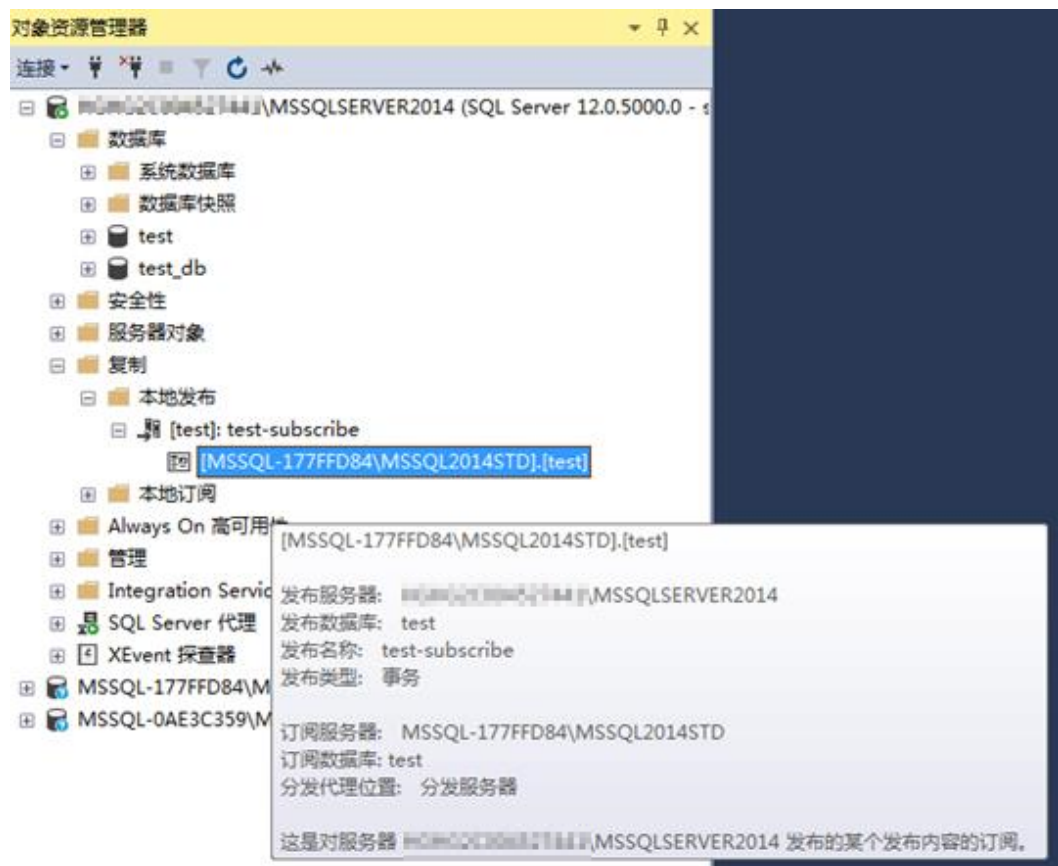 对象资源管理器
连接
\MSSQLSERVER2014 (SQL Server 12.0.5000.0 - s
数据库
系统数据库
数据库快照
test
test_db
安全性
服务器对象
复制
本地发布
[test]: test-subscribe
[MSSQL-177FFD84\MSSQL2014STD].[test]
本地订阅
Always On 高可用性
管理
Integration Servic
SQL Server 代理
XEvent 探查器
MSSQL-177FFD84\M
MSSQL-0AE3C359\M
[MSSQL-177FFD84\MSSQL2014STD].[test]
发布服务器: \MSSQLSERVER2014
发布数据库: test
发布名称: test-subscribe
发布类型: 事务
订阅服务器: MSSQL-177FFD84\MSSQL2014STD
订阅数据库: test
分发代理位置: 分发服务器
这是对服务器 \MSSQLSERVER2014 发布的某个发布内容的订阅。